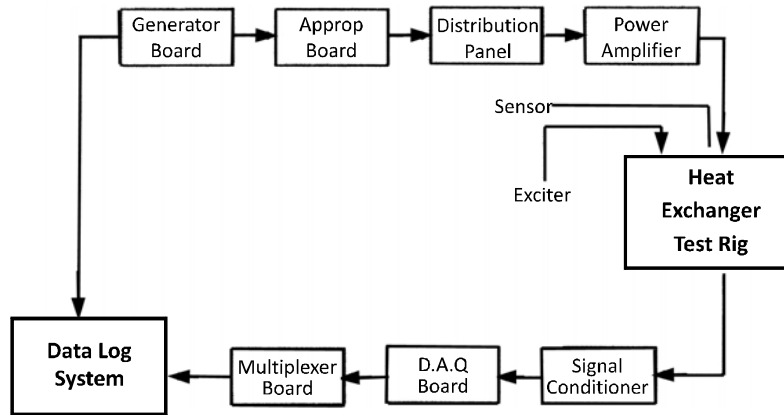 Generator
Board
Approp
Board
Distribution
Panel
Power
Amplifier
Sensor
Exciter
Heat
Exchanger
Test Rig
Data Log
System
Multiplexer
Board
D.A.Q
Board
Signal
Conditioner